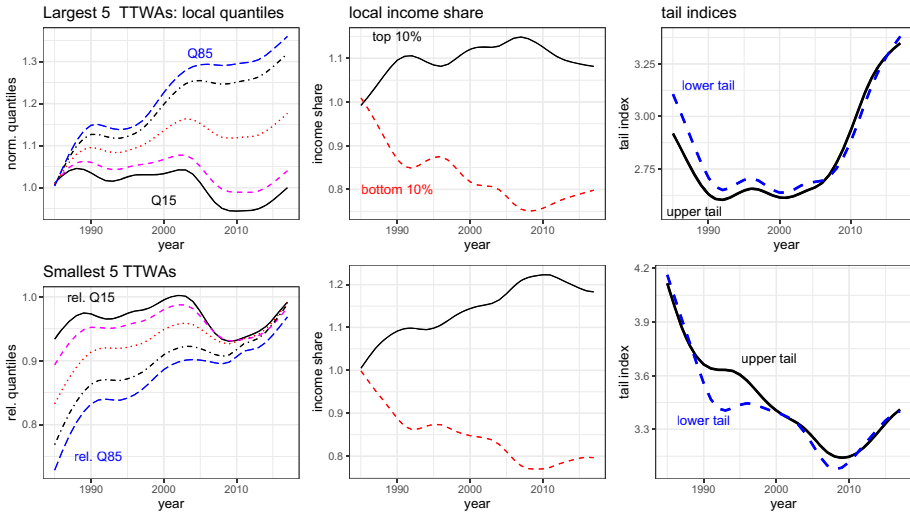 Largest 5 TTWAs: local quantiles
norm. quantiles
1.3
1.2
1.1
1.0
Q85
Q15
1990
2000
2010
year
local income share
income share
1.1
1.0
0.9
0.8
top 10%
bottom 10%
1990
2000
2010
year
tail indices
tail index
3.25
3.00
2.75
lower tail
upper tail
1990
2000
2010
year
Smallest 5 TTWAs
rel. quantiles
1.0
0.9
0.8
rel. Q15
rel. Q85
1990
2000
2010
year
income share
1.2
1.1
1.0
0.9
0.8
1990
2000
2010
year
tail index
4.2
3.9
3.6
3.3
upper tail
lower tail
1990
2000
2010
year